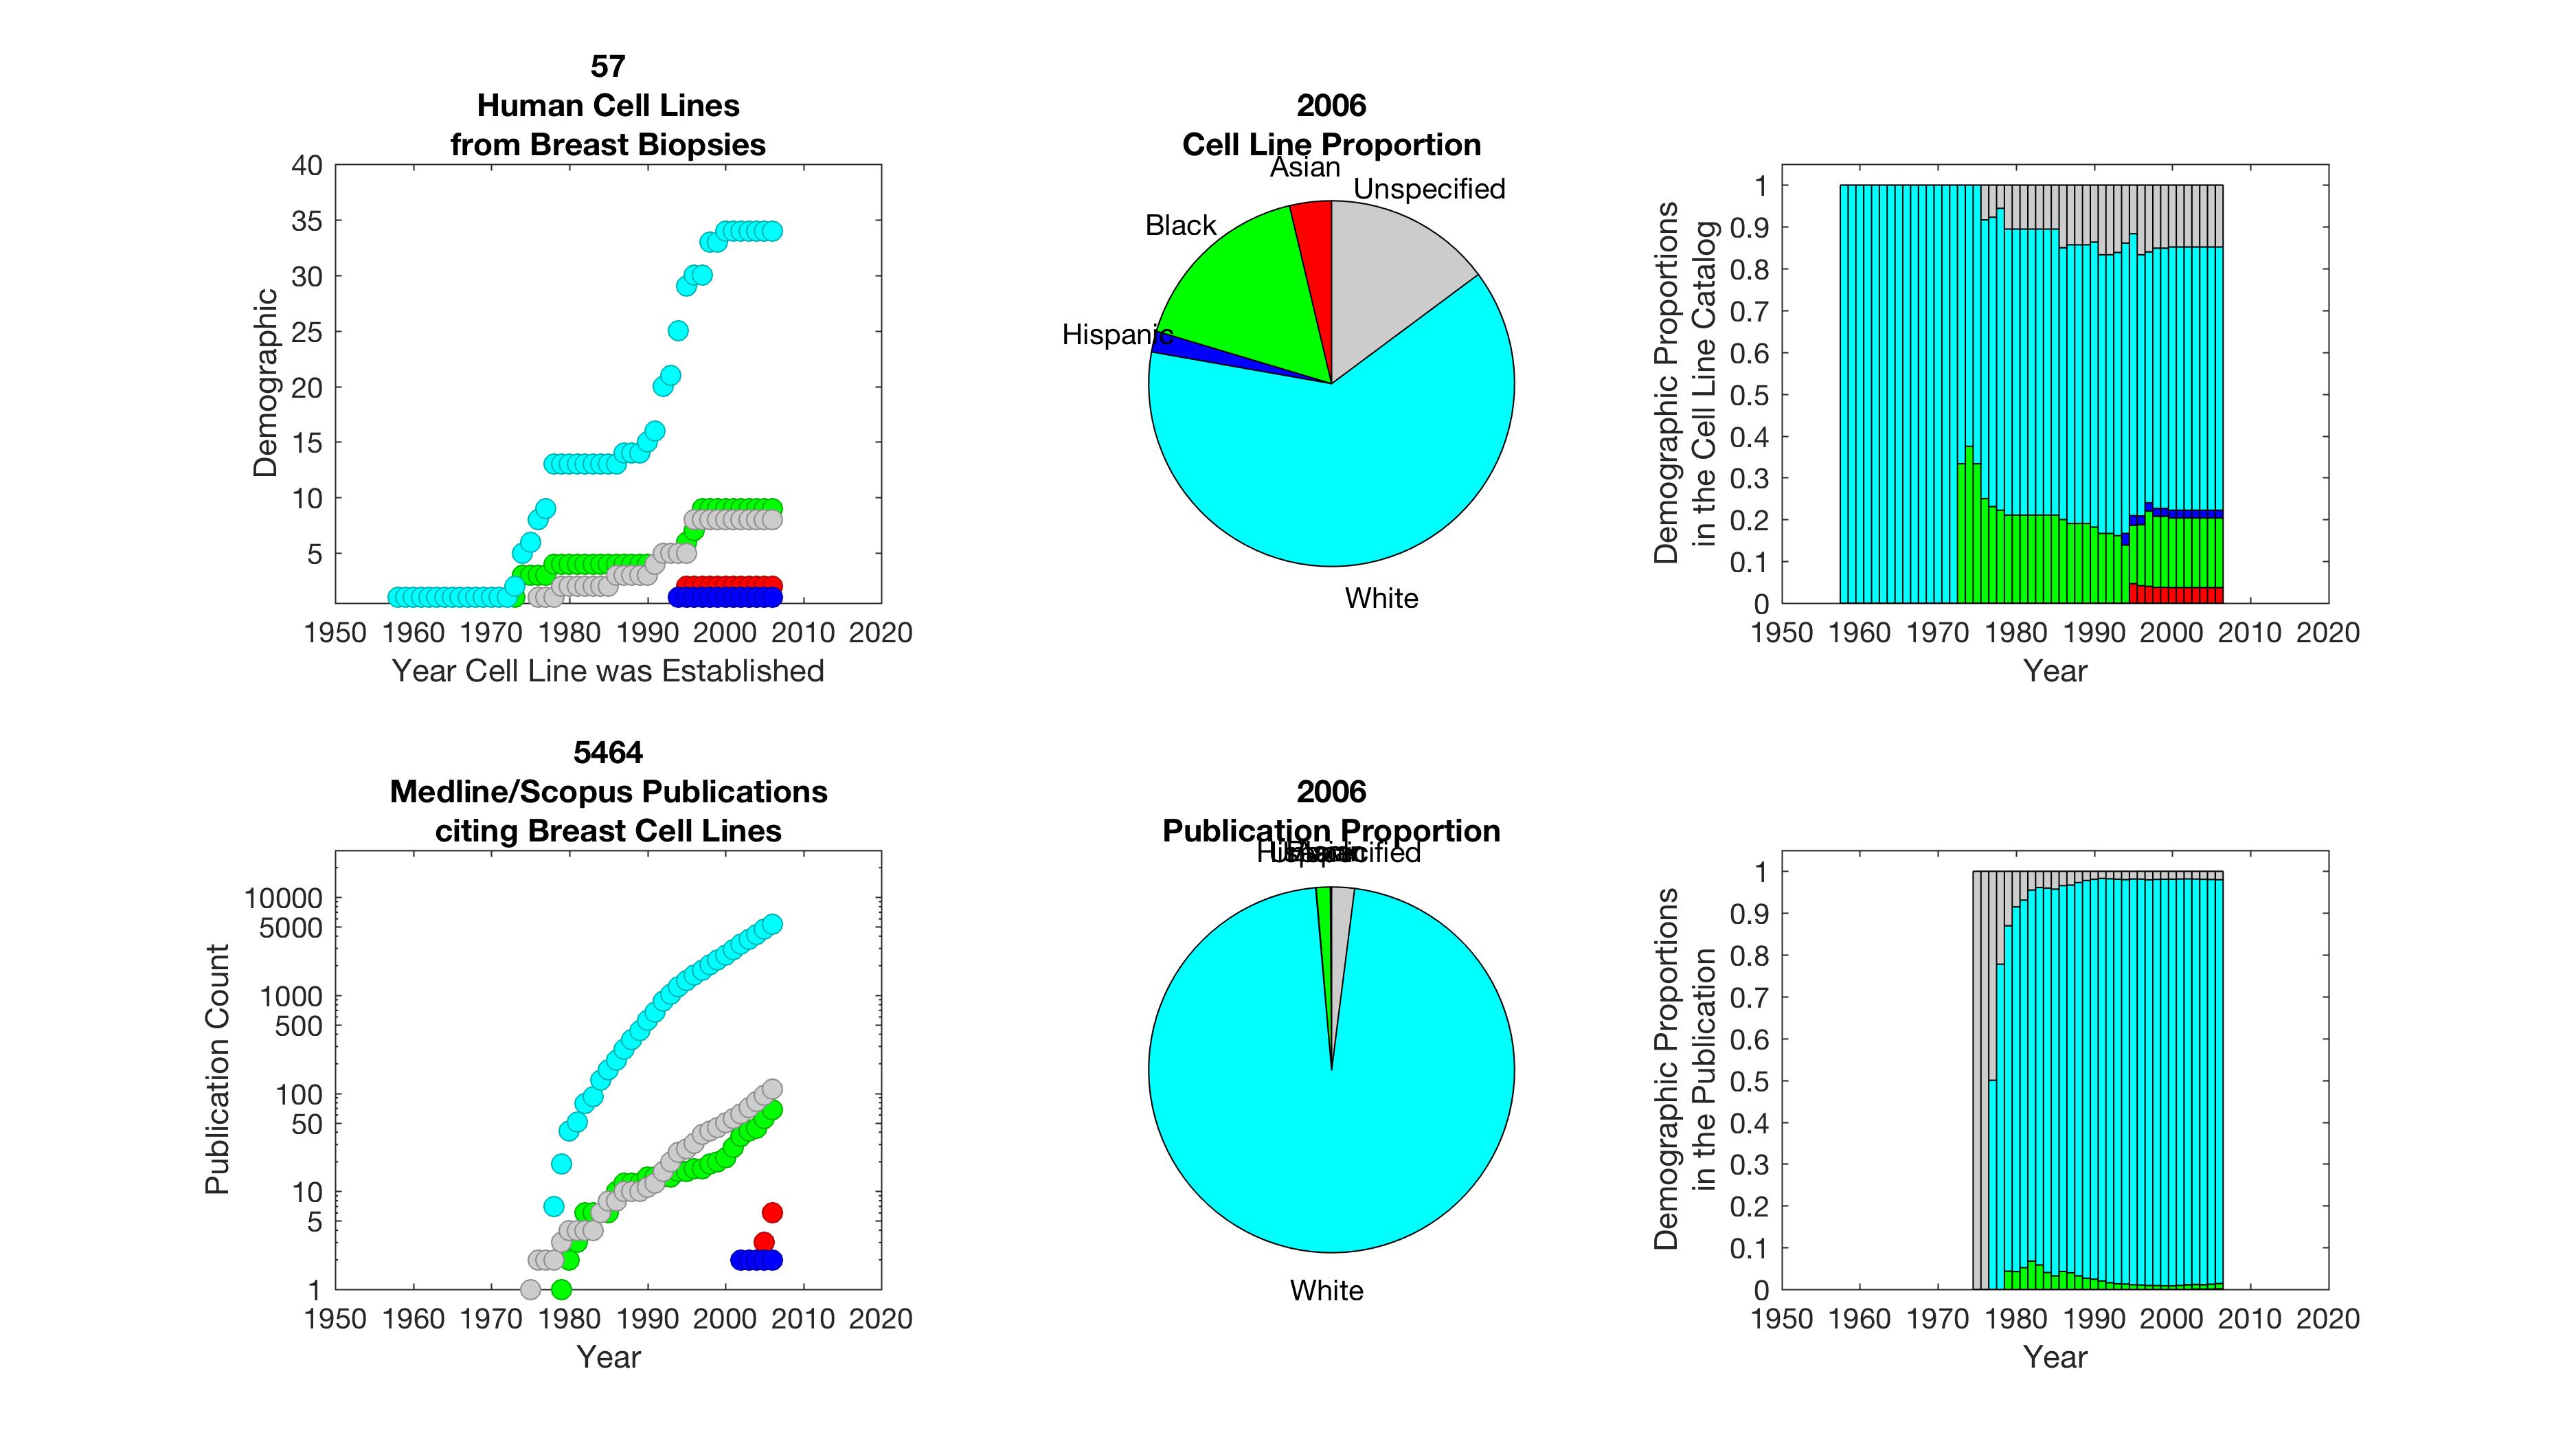 57
Human Cell Lines
from Breast Biopsies
40
35
30
25
20
15
10
5
Demographic
1950 1960 1970 1980 1990 2000 2010 2020
Year Cell Line was Established
2006
Cell Line Proportion
Asian
Unspecified
Black
Hispanic
White
1
0.9
0.8
0.7
0.6
0.5
0.4
0.3
0.2
0.1
0
Demographic Proportions
in the Cell Line Catalog
1950 1960 1970 1980 1990 2000 2010 2020
Year
5464
Medline/Scopus Publications
citing Breast Cell Lines
10000
5000
1000
500
100
50
10
5
1
Publication Count
1950 1960 1970 1980 1990 2000 2010 2020
Year
2006
Publication Proportion
White
1
0.9
0.8
0.7
0.6
0.5
0.4
0.3
0.2
0.1
0
Demographic Proportions
in the Publication
1950 1960 1970 1980 1990 2000 2010 2020
Year